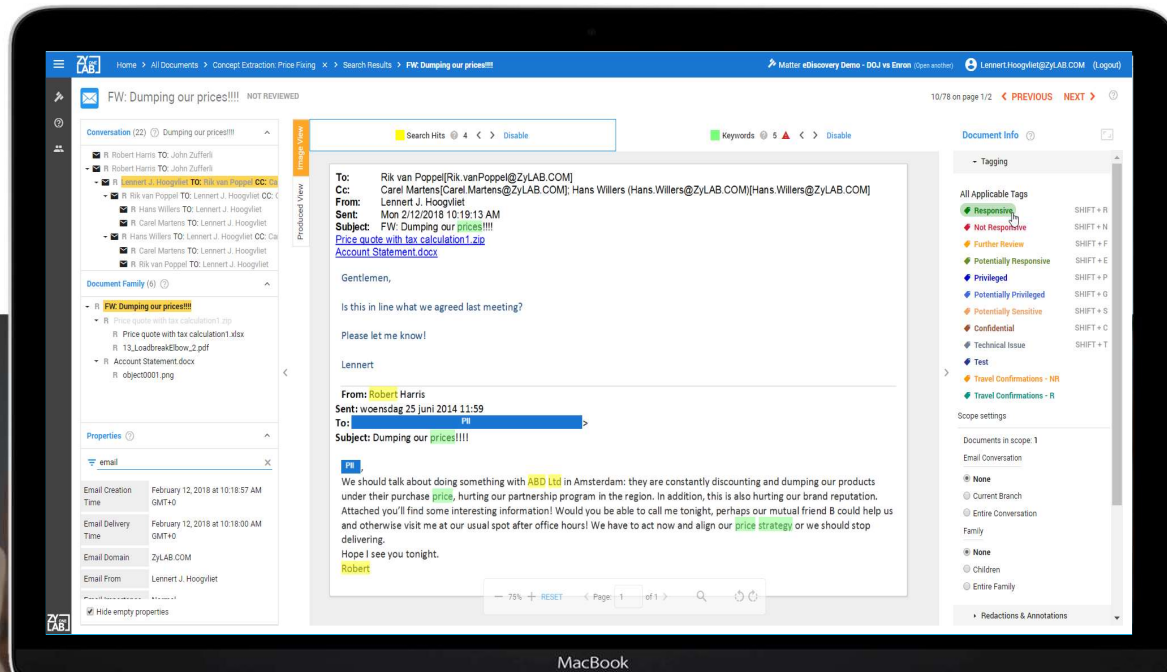 ZyLAB ONE
Home > All Documents > Concept Extraction: Price Fixing x > Search Results > FW: Dumping our prices!!!!
Matter eDiscovery Demo - DOJ vs Enron (Open another)
Lennert.Hoogvliet@ZyLAB.COM (Logout)
FW: Dumping our prices!!!! NOT REVIEWED
10/78 on page 1/2 < PREVIOUS NEXT >
Conversation (22) Dumping our prices!!!!
R Robert Harris TO: John Zufferli
R Robert Harris TO: John Zufferli
R Lennert J. Hoogvliet TO: Rik van Poppel CC: Ca
R Rik van Poppel TO: Lennert J. Hoogvliet CC: C
R Hans Willers TO: Lennert J. Hoogvliet
R Carel Martens TO: Lennert J. Hoogvliet
R Hans Willers TO: Lennert J. Hoogvliet CC: Ca
R Carel Martens TO: Lennert J. Hoogvliet
R Rik van Poppel TO: Lennert J. Hoogvliet
Document Family (6)
R FW: Dumping our prices!!!!
R Price quote with tax calculation1.zip
R Price quote with tax calculation1.xlsx
R 13_LoadbreakElbow_2.pdf
R Account Statement.docx
R object0001.png
Properties
email
Email Creation Time February 12, 2018 at 10:18:57 AM GMT+0
Email Delivery Time February 12, 2018 at 10:18:00 AM GMT+0
Email Domain ZyLAB.COM
Email From Lennert J. Hoogvliet
Hide empty properties
ZyLAB ONE
Image View
Produced View
Search Hits 4 < > Disable
Keywords 5 < > Disable
To: Rik van Poppel[Rik.vanPoppel@ZyLAB.COM]
Cc: Carel Martens[Carel.Martens@ZyLAB.COM]; Hans Willers (Hans.Willers@ZyLAB.COM)[Hans.Willers@ZyLAB.COM]
From: Lennert J. Hoogvliet
Sent: Mon 2/12/2018 10:19:13 AM
Subject: FW: Dumping our prices!!!!
Price quote with tax calculation1.zip
Account Statement.docx
Gentlemen,
Is this in line what we agreed last meeting?
Please let me know!
Lennert
From: Robert Harris
Sent: woensdag 25 juni 2014 11:59
To: PII >
Subject: Dumping our prices!!!!
PII ,
We should talk about doing something with ABD Ltd in Amsterdam: they are constantly discounting and dumping our products
under their purchase price, hurting our partnership program in the region. In addition, this is also hurting our brand reputation.
Attached you'll find some interesting information! Would you be able to call me tonight, perhaps our mutual friend B could help us
and otherwise visit me at our usual spot after office hours! We have to act now and align our price strategy or we should stop
delivering.
Hope I see you tonight.
Robert
75% + RESET < Page: 1 of 1 >
Document Info
Tagging
All Applicable Tags
Responsive SHIFT + R
Not Responsive SHIFT + N
Further Review SHIFT + F
Potentially Responsive SHIFT + E
Privileged SHIFT + P
Potentially Privileged SHIFT + G
Potentially Sensitive SHIFT + S
Confidential SHIFT + C
Technical Issue SHIFT + T
Test
Travel Confirmations - NR
Travel Confirmations - R
Scope settings
Documents in scope: 1
Email Conversation
None
Current Branch
Entire Conversation
Family
None
Children
Entire Family
Redactions & Annotations
MacBook